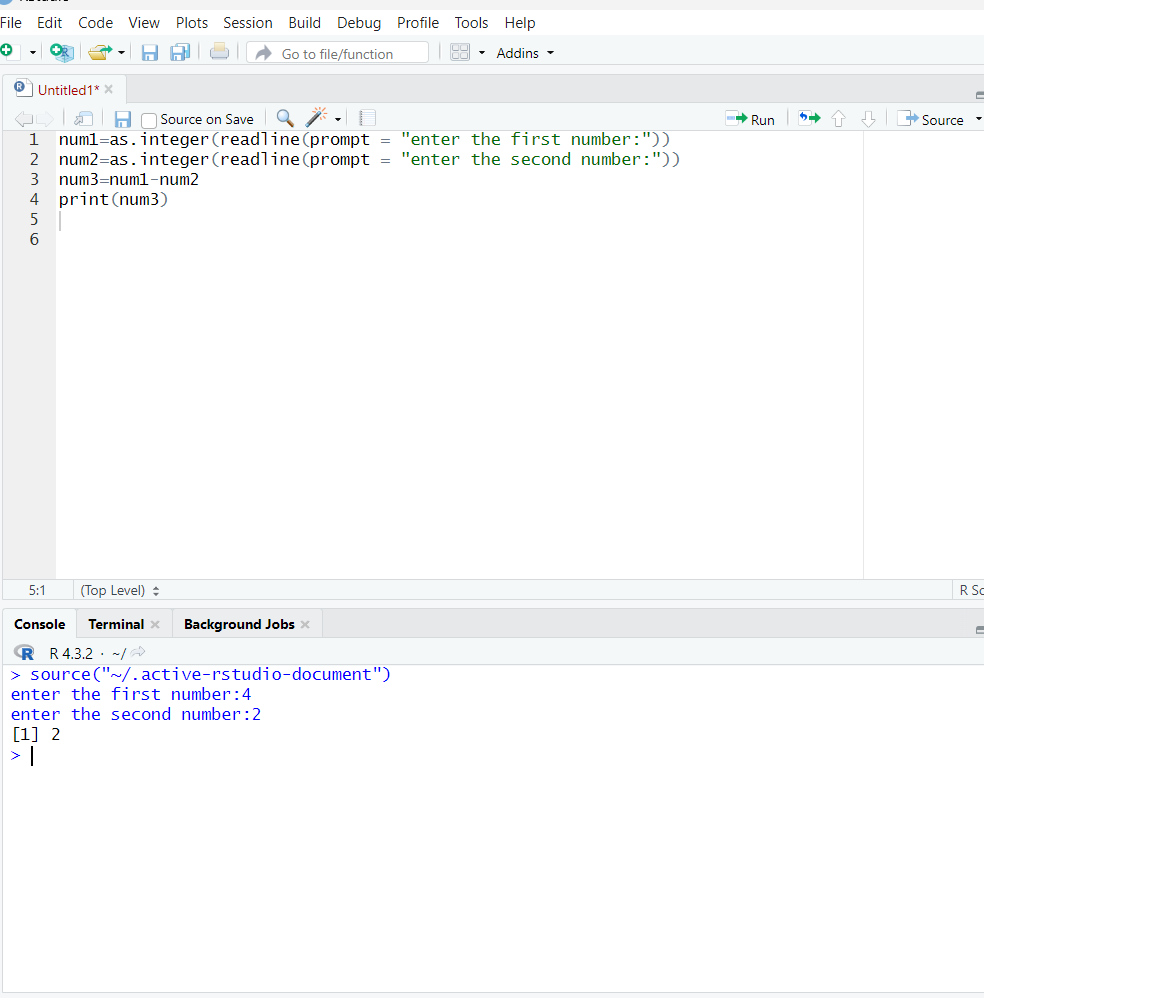 File Edit Code View Plots Session Build Debug Profile Tools Help
Go to file/function Addins
Untitled1*
Source on Save Run Source
1 num1=as.integer(readline(prompt = "enter the first number:"))
2 num2=as.integer(readline(prompt = "enter the second number:"))
3 num3=num1-num2
4 print(num3)
5
6
5:1 (Top Level) R Sc
Console Terminal Background Jobs
R 4.3.2 · ~/
> source("~/.active-rstudio-document")
enter the first number:4
enter the second number:2
[1] 2
>